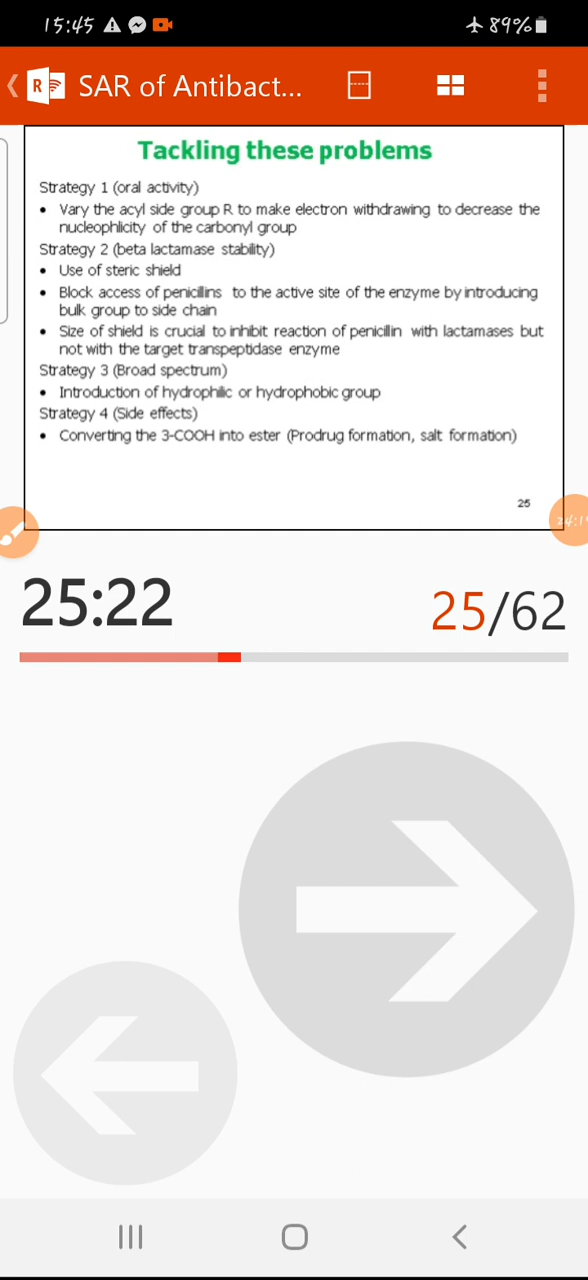 15:45
89%
SAR of Antibact...
Tackling these problems
Strategy 1 (oral activity)
• Vary the acyl side group R to make electron withdrawing to decrease the
nucleophlicity of the carbonyl group
Strategy 2 (beta lactamase stability)
• Use of steric shield
• Block access of penicillins to the active site of the enzyme by introducing
bulk group to side chain
• Size of shield is crucial to inhibit reaction of penicillin with lactamases but
not with the target transpeptidase enzyme
Strategy 3 (Broad spectrum)
• Introduction of hydrophilic or hydrophobic group
Strategy 4 (Side effects)
• Converting the 3-COOH into ester (Prodrug formation, salt formation)
25
25:22
25/62